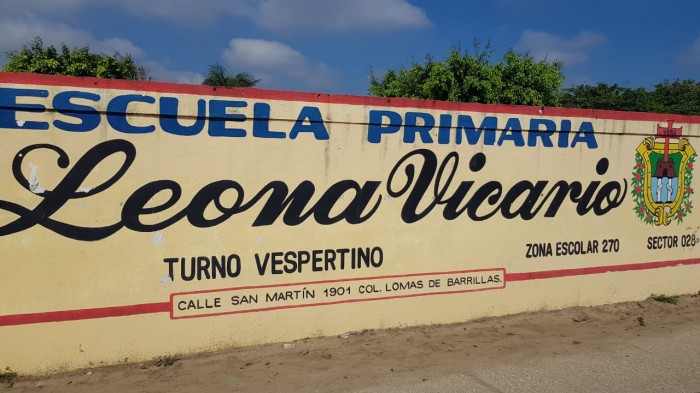 ESCUELA PRIMARIA
Leona Vicario
TURNO VESPERTINO
ZONA ESCOLAR 270 SECTOR 028
CALLE SAN MARTÍN 1901 COL. LOMAS DE BARRILLAS.